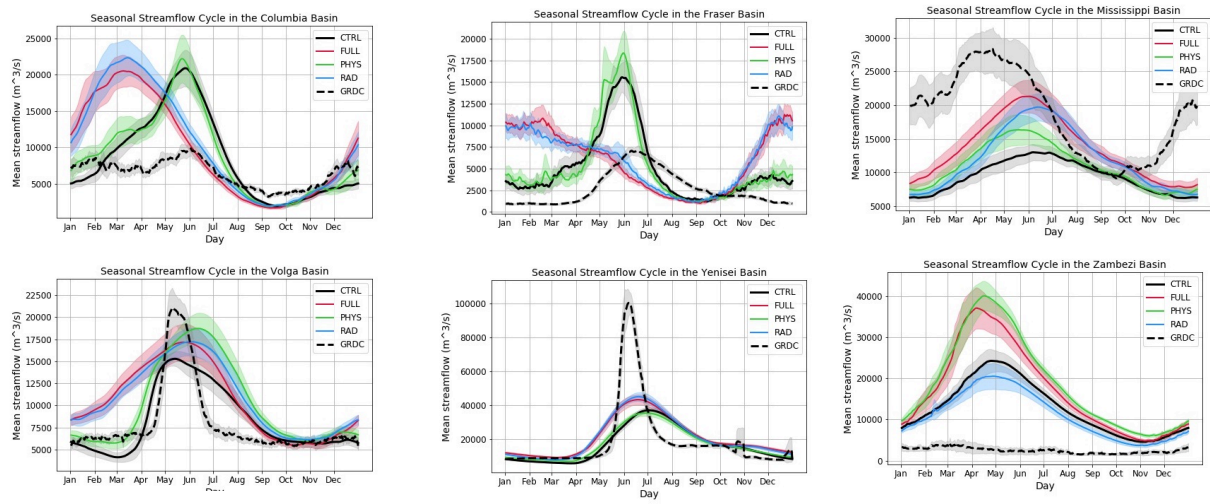 Seasonal Streamflow Cycle in the Columbia Basin
25000
20000
15000
10000
5000
Mean streamflow (m^3/s)
CTRL
FULL
PHYS
RAD
GRDC
Jan Feb Mar Apr May Jun Jul Aug Sep Oct Nov Dec
Day
Seasonal Streamflow Cycle in the Fraser Basin
20000
17500
15000
12500
10000
7500
5000
2500
0
Mean streamflow (m^3/s)
CTRL
FULL
PHYS
RAD
GRDC
Jan Feb Mar Apr May Jun Jul Aug Sep Oct Nov Dec
Day
Seasonal Streamflow Cycle in the Mississippi Basin
30000
25000
20000
15000
10000
5000
Mean streamflow (m^3/s)
CTRL
FULL
PHYS
RAD
GRDC
Jan Feb Mar Apr May Jun Jul Aug Sep Oct Nov Dec
Day
Seasonal Streamflow Cycle in the Volga Basin
22500
20000
17500
15000
12500
10000
7500
5000
Mean streamflow (m^3/s)
CTRL
FULL
PHYS
RAD
GRDC
Jan Feb Mar Apr May Jun Jul Aug Sep Oct Nov Dec
Day
Seasonal Streamflow Cycle in the Yenisei Basin
100000
80000
60000
40000
20000
Mean streamflow (m^3/s)
CTRL
FULL
PHYS
RAD
GRDC
Jan Feb Mar Apr May Jun Jul Aug Sep Oct Nov Dec
Day
Seasonal Streamflow Cycle in the Zambezi Basin
40000
30000
20000
10000
0
Mean streamflow (m^3/s)
CTRL
FULL
PHYS
RAD
GRDC
Jan Feb Mar Apr May Jun Jul Aug Sep Oct Nov Dec
Day